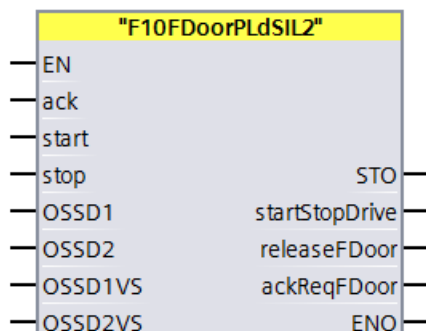 "F10FDoorPLdSIL2"
EN
ack
start
stop STO
OSSD1 startStopDrive
OSSD2 releaseFDoor
OSSD1VS ackReqFDoor
OSSD2VS ENO